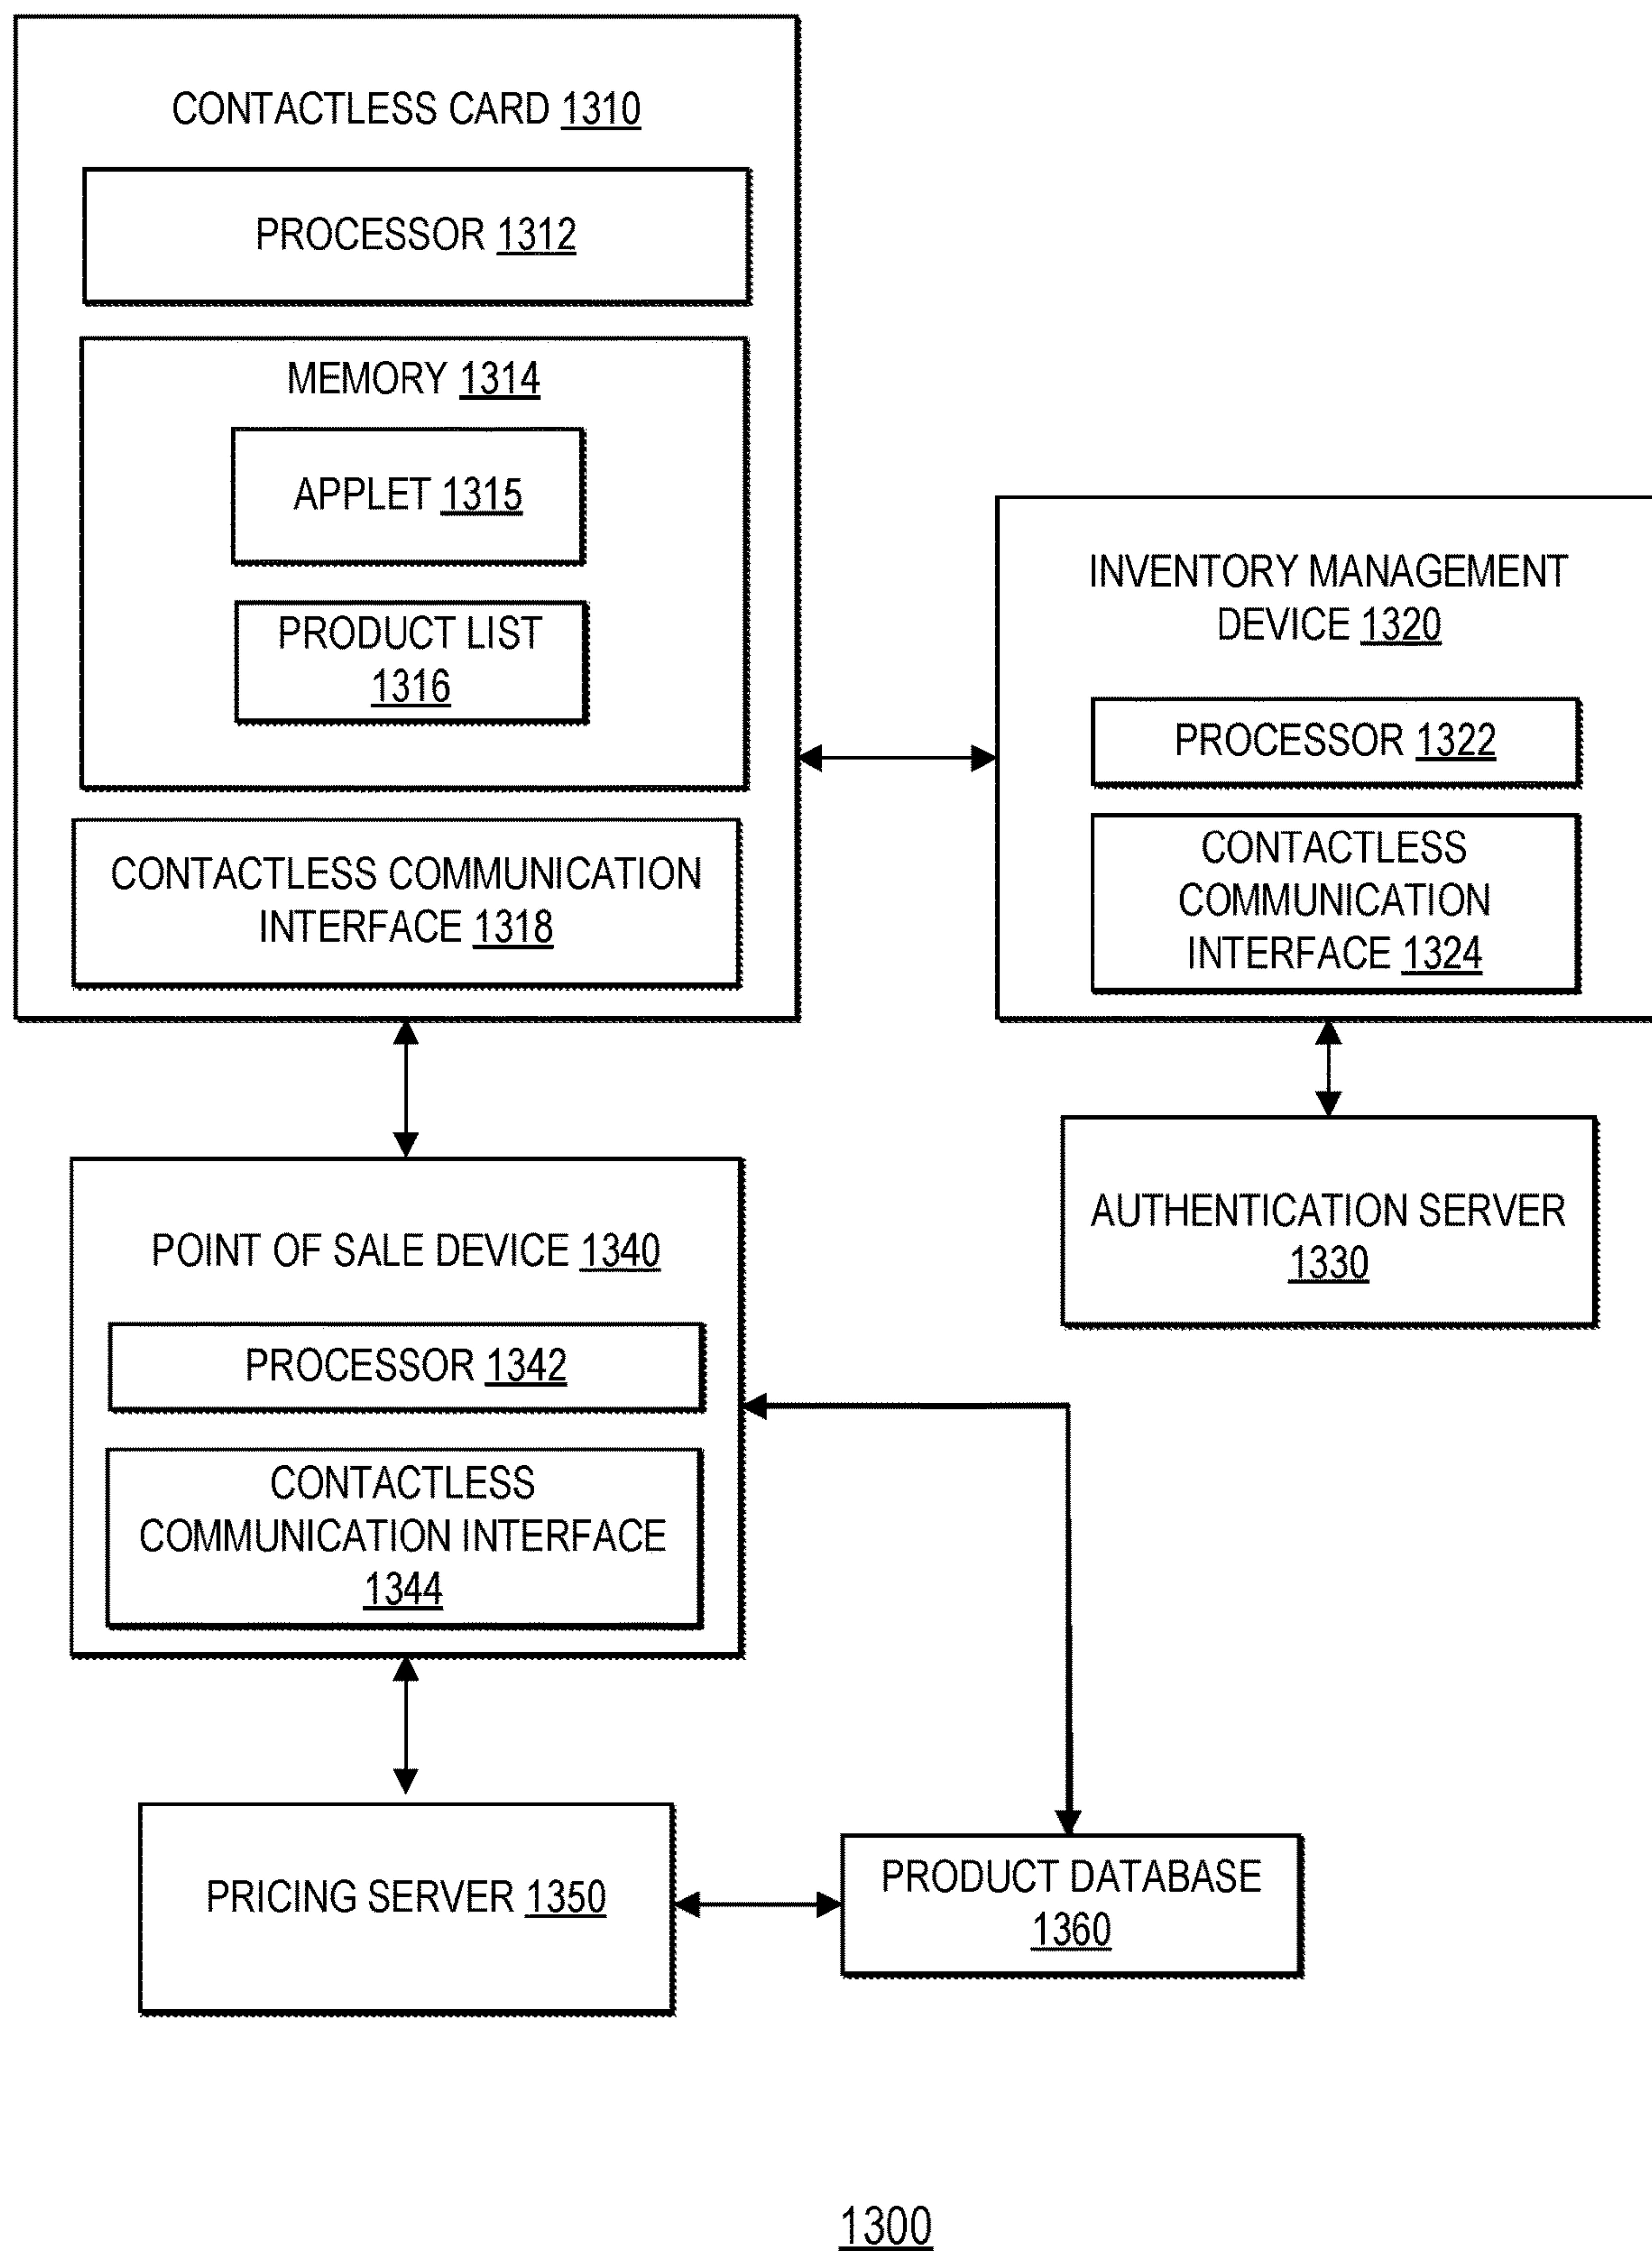 CONTACTLESS CARD 1310
PROCESSOR 1312
MEMORY 1314
APPLET 1315
PRODUCT LIST
1316
CONTACTLESS COMMUNICATION
INTERFACE 1318
INVENTORY MANAGEMENT
DEVICE 1320
PROCESSOR 1322
CONTACTLESS
COMMUNICATION
INTERFACE 1324
AUTHENTICATION SERVER
1330
POINT OF SALE DEVICE 1340
PROCESSOR 1342
CONTACTLESS
COMMUNICATION INTERFACE
1344
PRICING SERVER 1350
PRODUCT DATABASE
1360
1300